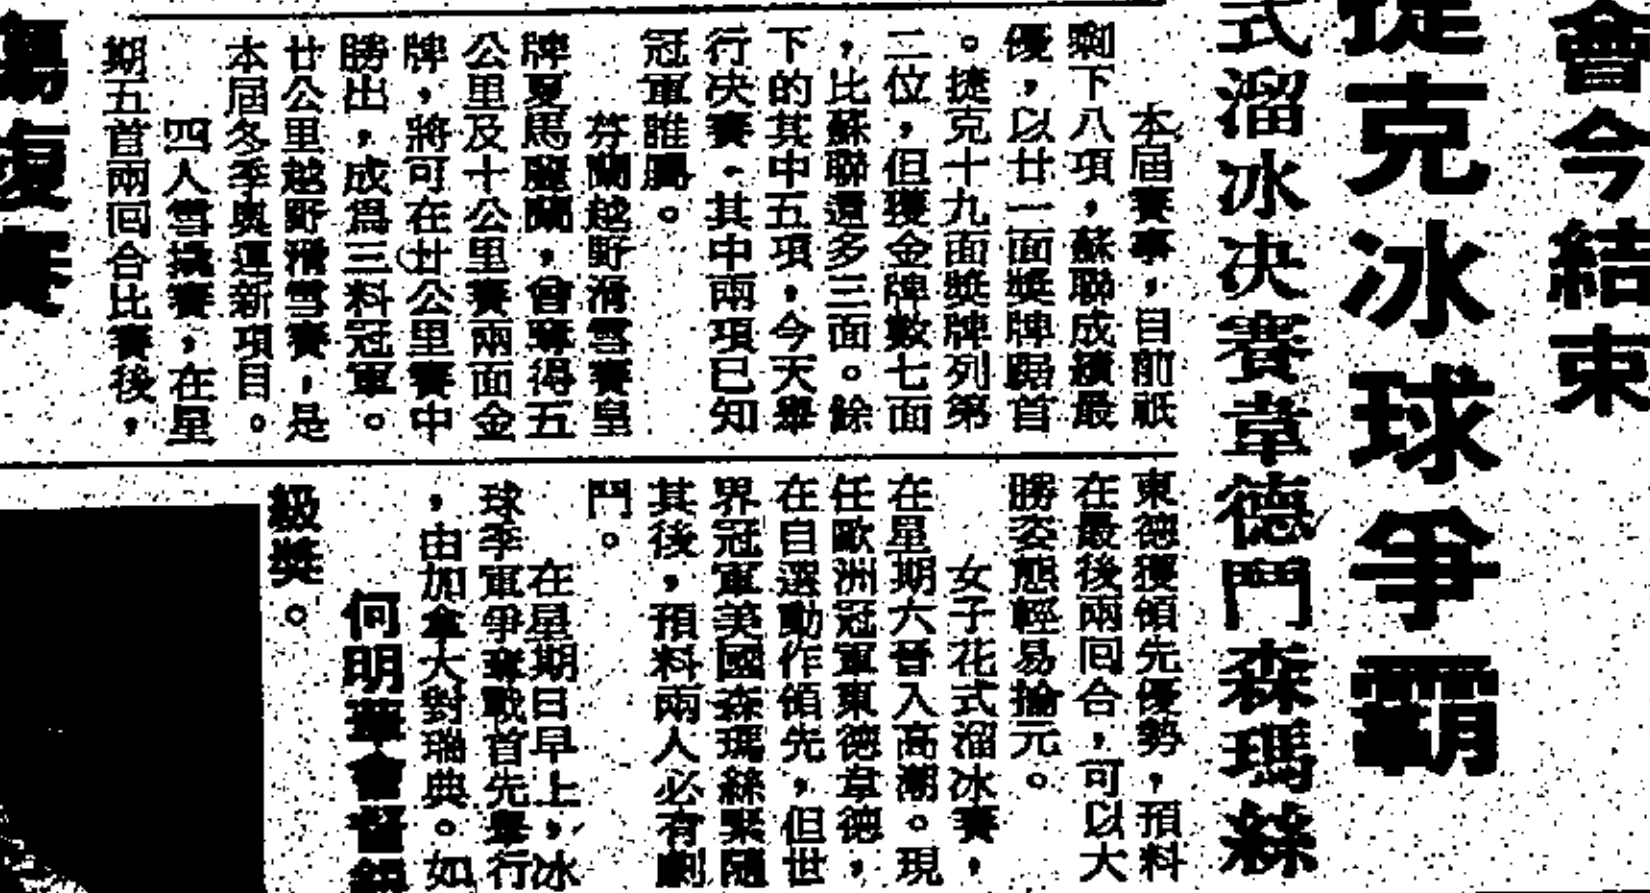 會今結束
捷克冰球爭霸
式溜冰决賽韋德鬥森瑪絲
本屆賽事，目前祇
剩下八項，蘇聯成績最
優，以廿一面獎牌踞首
。捷克十九面獎牌列第
二位，但獲金牌數七面
，比蘇聯還多三面。餘
下的其中五項，今天舉
行决賽。其中兩項已知
冠軍誰屬。
芬蘭越野滑雪賽皇
牌夏馬麗蘭，曾奪得五
公里及十公里賽兩面金
牌，將可在廿公里賽中
勝出，成爲三料冠軍。
廿公里越野滑雪賽，是
本屆冬季奧運新項目。
四人雪撬賽，在星
期五首兩回合比賽後，
東德獲領先優勢，預料
在最後兩回合，可以大
勝姿態輕易掄元。
女子花式溜冰賽，
在星期六晉入高潮。現
任歐洲冠軍東德韋德，
在自選動作領先，但世
界冠軍美國森瑪絲緊隨
其後，預料兩人必有劇
鬥。
在星期日早上，冰
球季軍爭奪戰首先舉行
，由加拿大對瑞典。如
復賽
何明華會督銀
級獎。